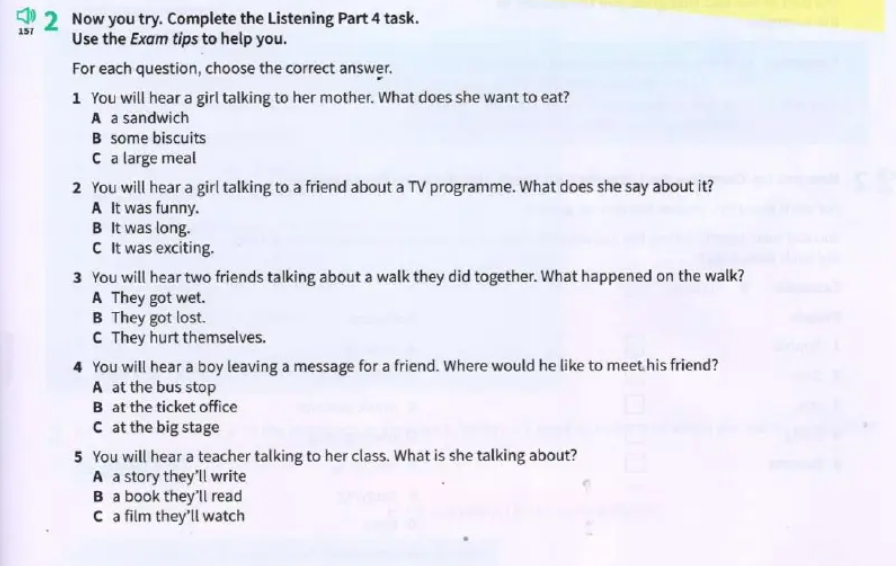 2 Now you try. Complete the Listening Part 4 task.
157
Use the Exam tips to help you.
For each question, choose the correct answer.
1 You will hear a girl talking to her mother. What does she want to eat?
A a sandwich
B some biscuits
C a large meal
2 You will hear a girl talking to a friend about a TV programme. What does she say about it?
A It was funny.
B It was long.
C It was exciting.
3 You will hear two friends talking about a walk they did together. What happened on the walk?
A They got wet.
B They got lost.
C They hurt themselves.
4 You will hear a boy leaving a message for a friend. Where would he like to meet his friend?
A at the bus stop
B at the ticket office
C at the big stage
5 You will hear a teacher talking to her class. What is she talking about?
A a story they'll write
B a book they'll read
C a film they'll watch